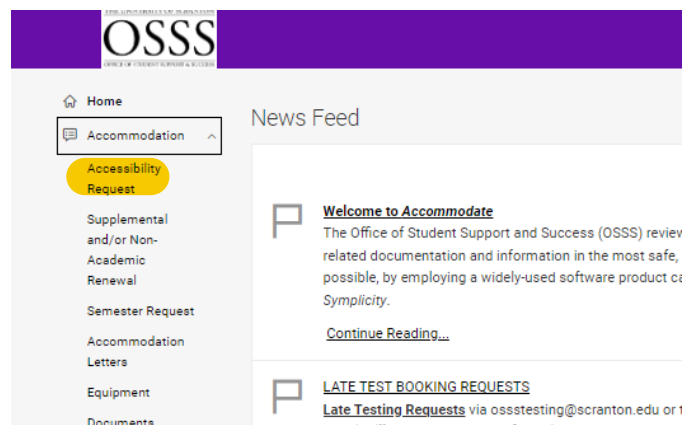 THE UNIVERSITY OF SCRANTON
OSSS
OFFICE OF STUDENT SUPPORT & SUCCESS
Home
Accommodation
Accessibility
Request
Supplemental
and/or Non-
Academic
Renewal
Semester Request
Accommodation
Letters
Equipment
Documents
News Feed
Welcome to Accommodate
The Office of Student Support and Success (OSSS) review
related documentation and information in the most safe,
possible, by employing a widely-used software product ca
Symplicity.
Continue Reading...
LATE TEST BOOKING REQUESTS
Late Testing Requests via ossstesting@scranton.edu or t